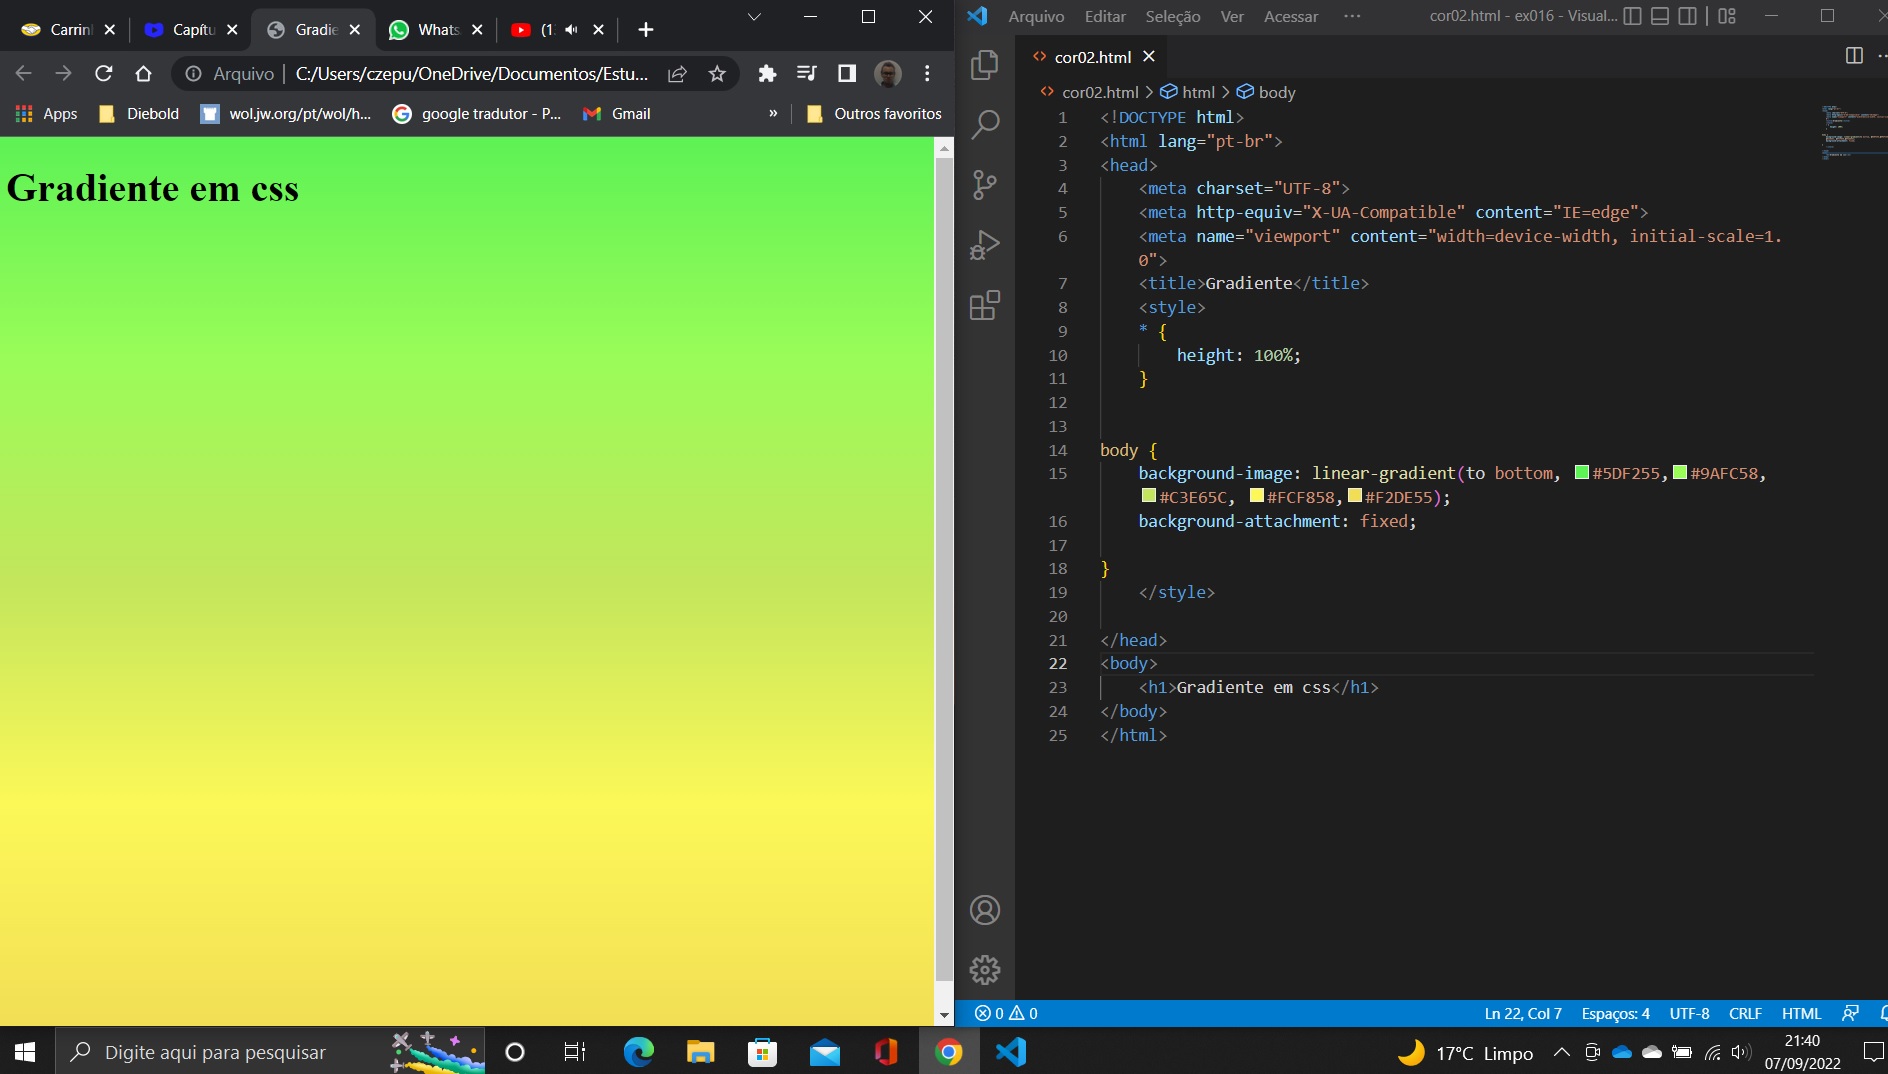 Carrin
Capítu
Gradie
Whats
(1
Arquivo
C:/Users/czepu/OneDrive/Documentos/Estu...
Apps
Diebold
wol.jw.org/pt/wol/h...
google tradutor - P...
Gmail
»
Outros favoritos
Gradiente em css
Arquivo Editar Seleção Ver Acessar ···
cor02.html - ex016 - Visual...
cor02.html
cor02.html > html > body
1 <!DOCTYPE html>
2 <html lang="pt-br">
3 <head>
4 <meta charset="UTF-8">
5 <meta http-equiv="X-UA-Compatible" content="IE=edge">
6 <meta name="viewport" content="width=device-width, initial-scale=1.
0">
7 <title>Gradiente</title>
8 <style>
9 * {
10 height: 100%;
11 }
12
13
14 body {
15 background-image: linear-gradient(to bottom, #5DF255,#9AFC58,
#C3E65C, #FCF858,#F2DE55);
16 background-attachment: fixed;
17
18 }
19 </style>
20
21 </head>
22 <body>
23 <h1>Gradiente em css</h1>
24 </body>
25 </html>
0 0
Ln 22, Col 7 Espaços: 4 UTF-8 CRLF HTML
Digite aqui para pesquisar
17°C Limpo
21:40
07/09/2022